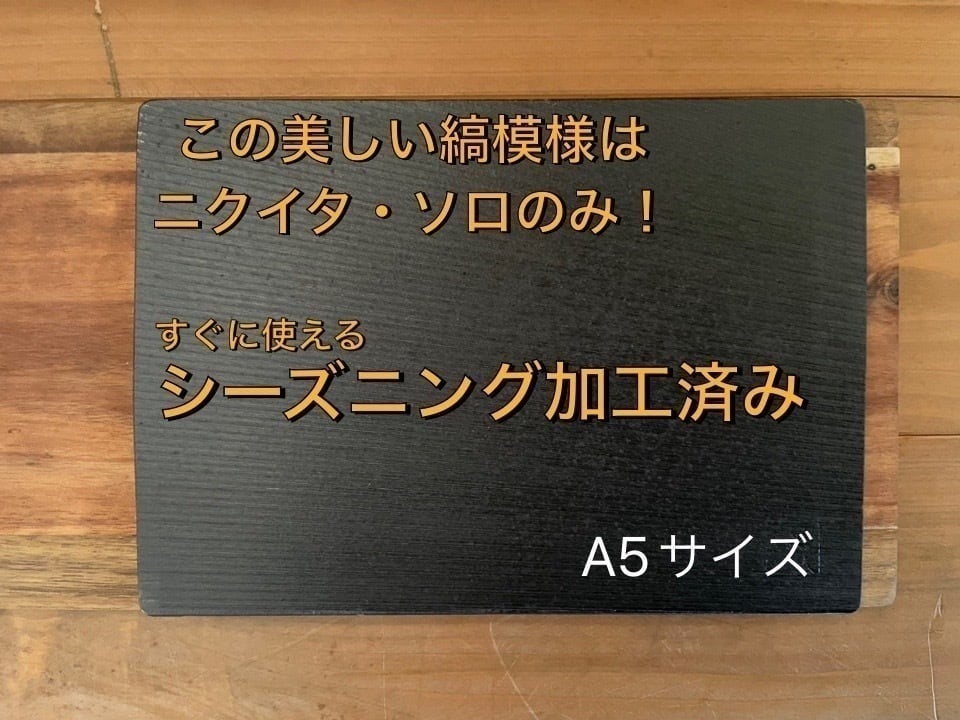 この美しい縞模様は
ニクイタ・ソロのみ！
すぐに使える
シーズニング加工済み
A5サイズ